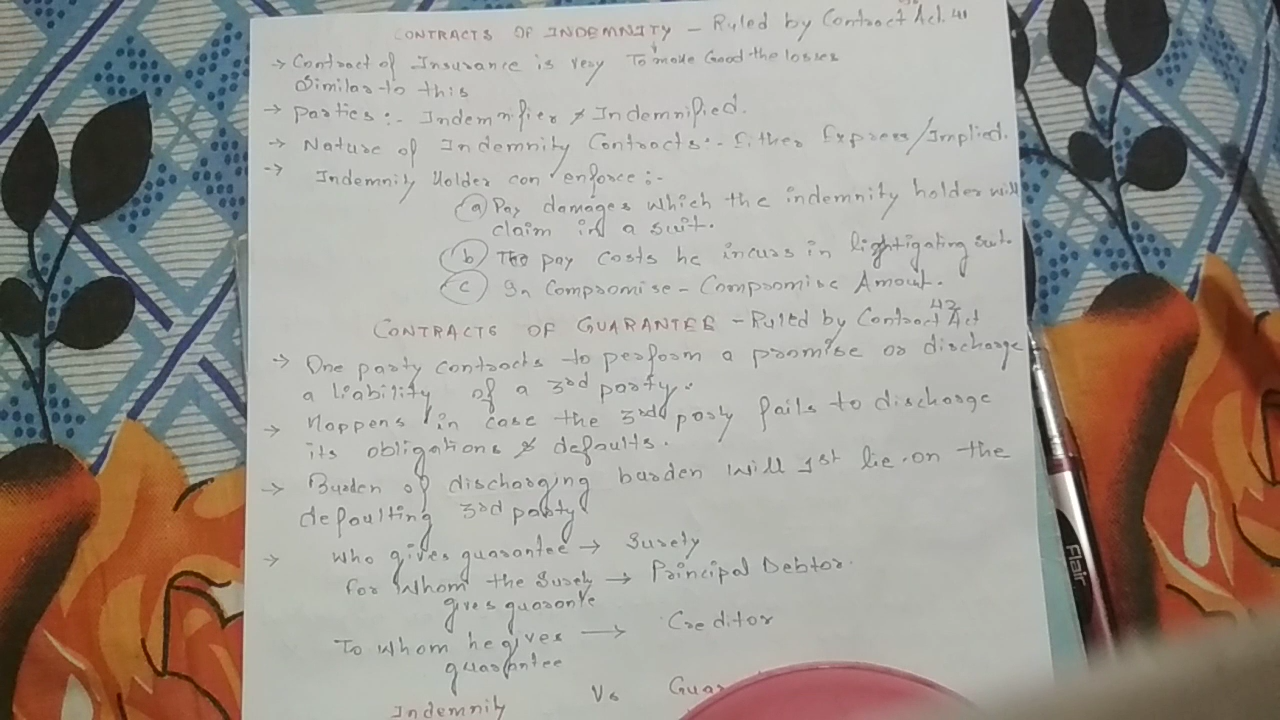 CONTRACTS OF INDEMNITY - Ruled by Contract Act. 41
→ Contract of Insurance is very To make Good the losses
Similar to this
→ Parties :- Indemnifier & Indemnified.
→ Nature of Indemnity Contracts:- Either Express/Implied.
→ Indemnity Holder can enforce :-
(a) Pay damages which the indemnity holder will
claim in a suit.
(b) To pay costs he incurs in lightigating suit.
(c) In Compromise - Compromise Amount.
42
CONTRACTS OF GUARANTEE - Ruled by Contract Act
→ One party contracts to perform a promise or discharge
a liability of a 3rd party.
→ Happens in case the 3rd party fails to discharge
its obligations & defaults.
→ Burden of discharging burden will 1st lie on the
defaulting 3rd party
→ Who gives guarantee → Surety
for whom the Surety → Principal Debtor.
gives guarante
To whom he gives → Creditor
guarantee
Indemnity Vs
Flair